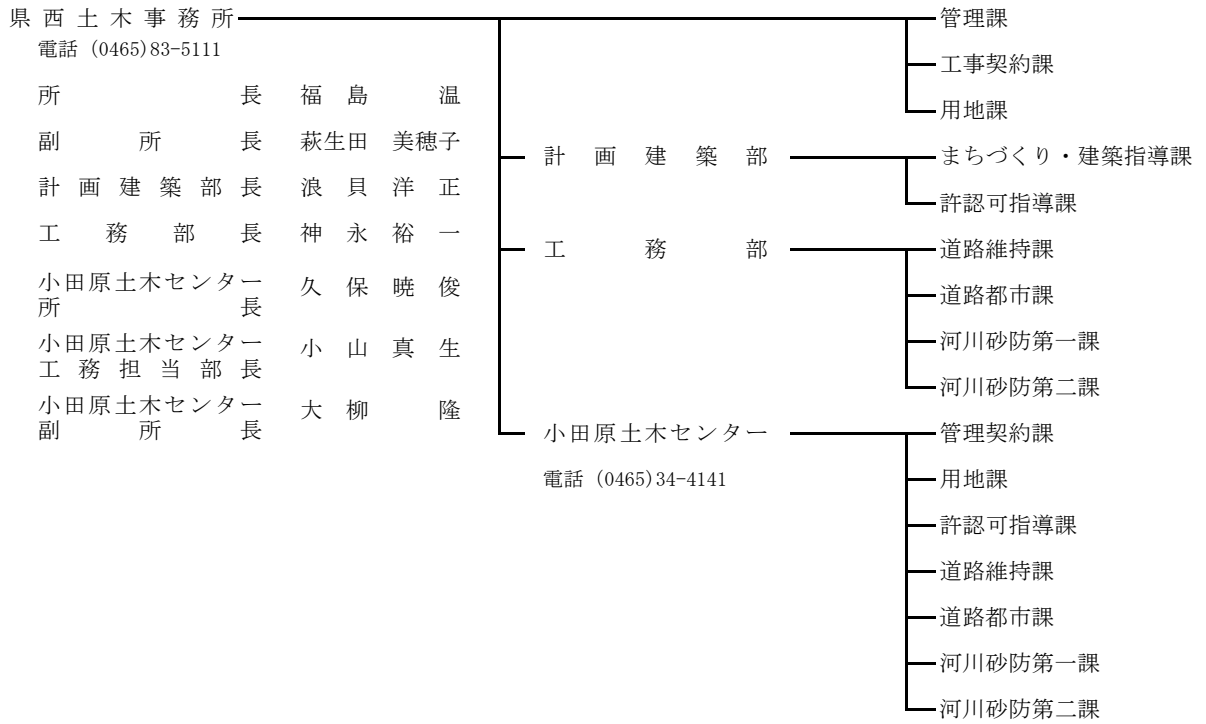 県西土木事務所
電話 (0465)83-5111
所長 福島 温
副所長 萩生田 美穂子
計画建築部長 浪貝洋正
工務部長 神永裕一
小田原土木センター
所長
久保暁俊
小田原土木センター
工務担当部長
小山真生
小田原土木センター
副所長
大柳 隆
管理課
工事契約課
用地課
計画建築部
まちづくり・建築指導課
許認可指導課
工務部
道路維持課
道路都市課
河川砂防第一課
河川砂防第二課
小田原土木センター
電話 (0465)34-4141
管理契約課
用地課
許認可指導課
道路維持課
道路都市課
河川砂防第一課
河川砂防第二課